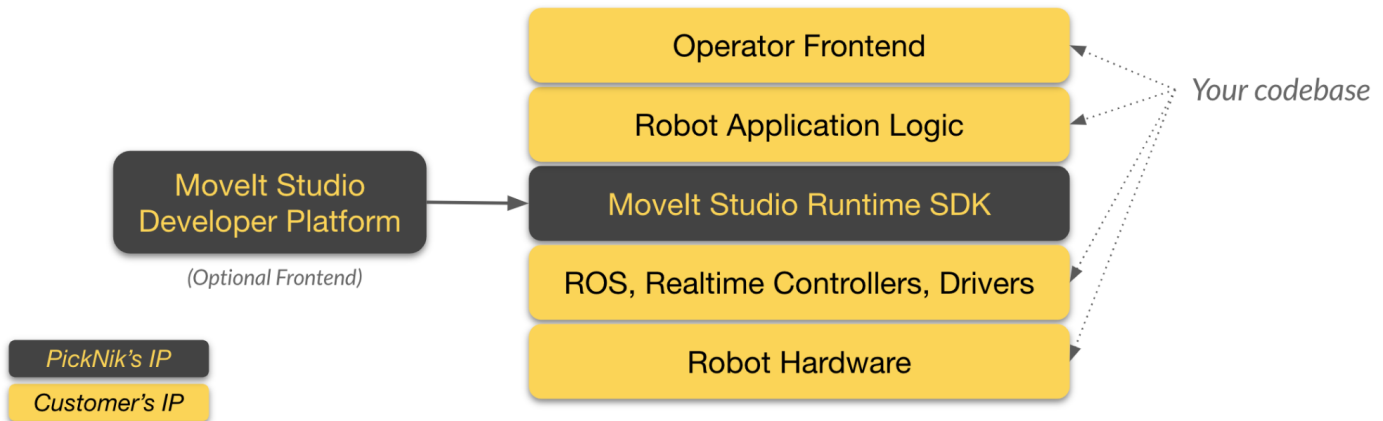 Operator Frontend
Robot Application Logic
Your codebase
MoveIt Studio
Developer Platform
(Optional Frontend)
MoveIt Studio Runtime SDK
ROS, Realtime Controllers, Drivers
Robot Hardware
PickNik's IP
Customer's IP